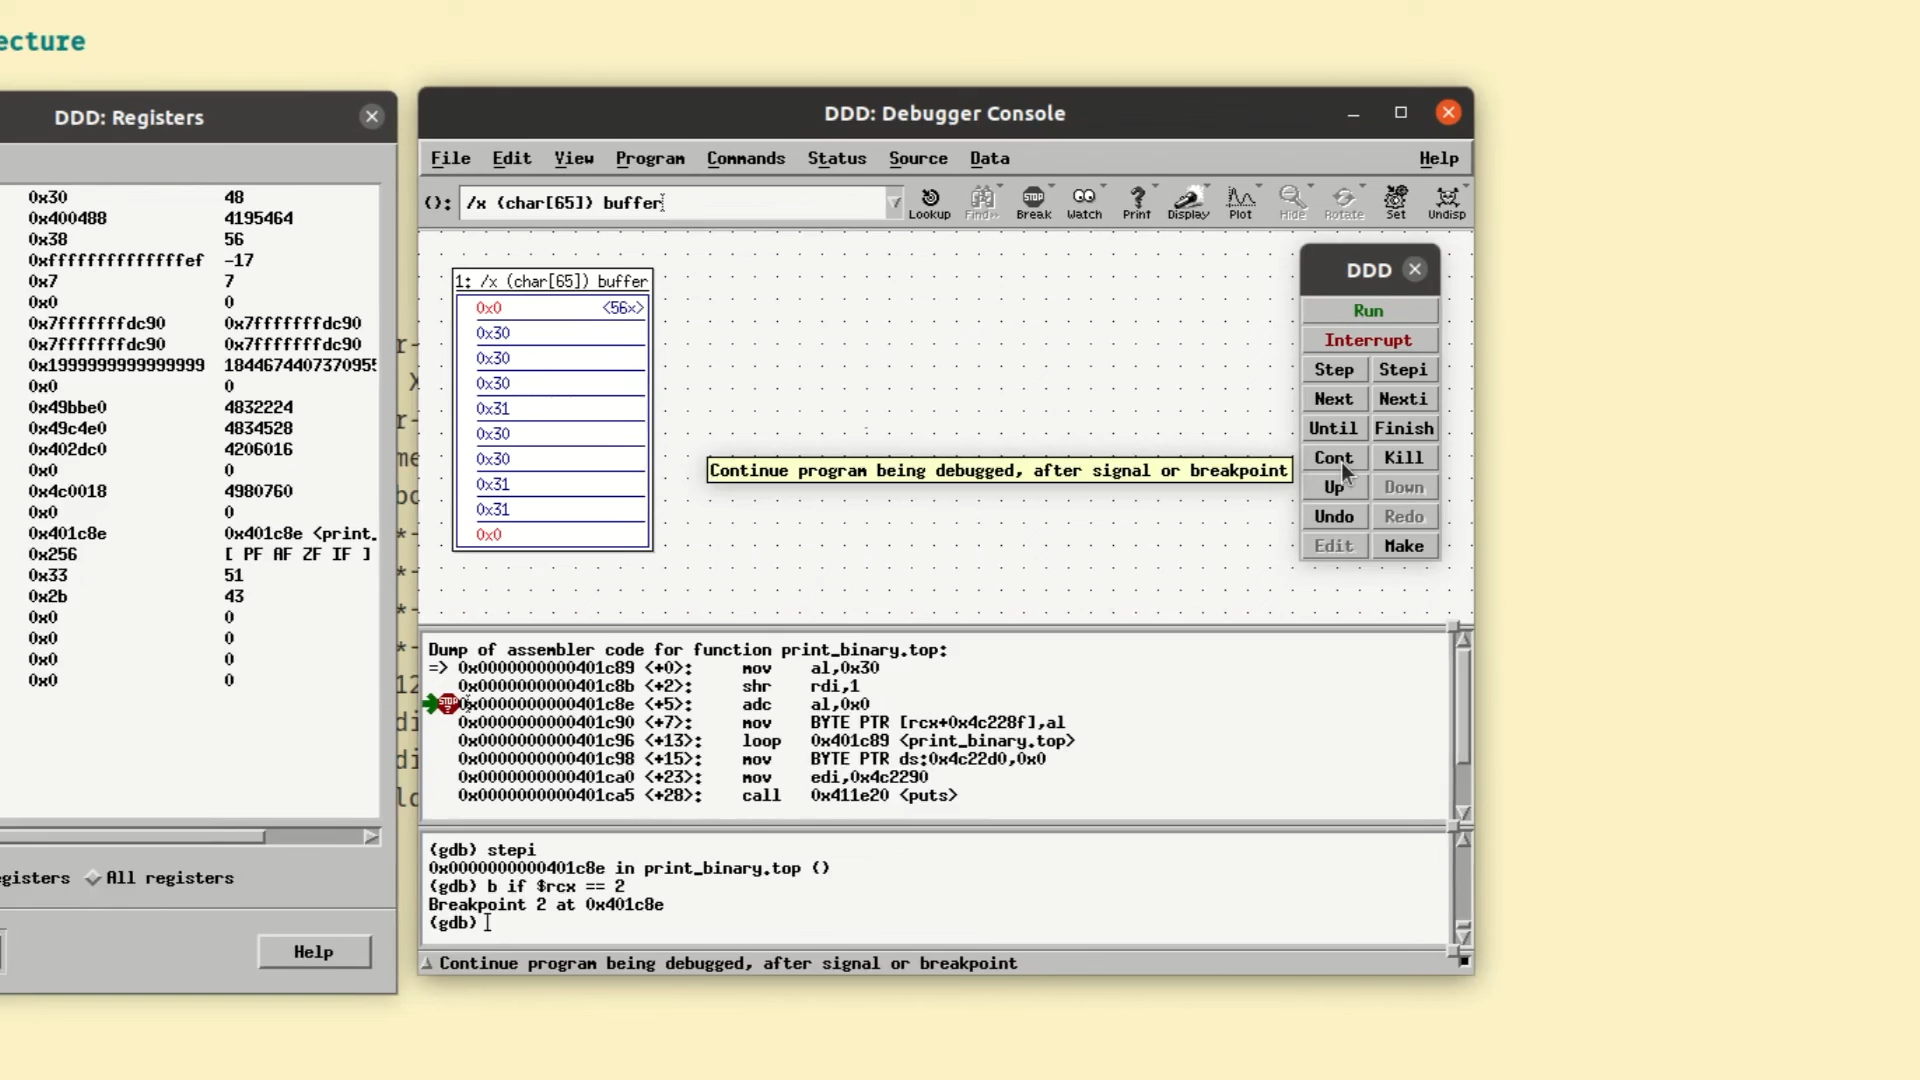 ecture
DDD: Registers
0x30 48
0x400488 4195464
0x38 56
0xffffffffffffffef -17
0x7 7
0x0 0
0x7fffffffdc90 0x7fffffffdc90
0x7fffffffdc90 0x7fffffffdc90
0x1999999999999999 184467440737095
0x0 0
0x49bbe0 4832224
0x49c4e0 4834528
0x402dc0 4206016
0x0 0
0x4c0018 4980760
0x0 0
0x401c8e 0x401c8e <print_
0x256 [ PF AF ZF IF ]
0x33 51
0x2b 43
0x0 0
0x0 0
0x0 0
0x0 0
egisters All registers
Help
DDD: Debugger Console
File Edit View Program Commands Status Source Data Help
(): /x (char[65]) buffer
Lookup Find» Break Watch Print Display Plot Hide Rotate Set Undisp
1: /x (char[65]) buffer
0x0 <56x>
0x30
0x30
0x30
0x31
0x30
0x30
0x31
0x31
0x0
Continue program being debugged, after signal or breakpoint
DDD
Run
Interrupt
Step Stepi
Next Nexti
Until Finish
Cont Kill
Up Down
Undo Redo
Edit Make
Dump of assembler code for function print_binary.top:
=> 0x0000000000401c89 <+0>: mov al,0x30
0x0000000000401c8b <+2>: shr rdi,1
STOP ? 0x0000000000401c8e <+5>: adc al,0x0
0x0000000000401c90 <+7>: mov BYTE PTR [rcx+0x4c228f],al
0x0000000000401c96 <+13>: loop 0x401c89 <print_binary.top>
0x0000000000401c98 <+15>: mov BYTE PTR ds:0x4c22d0,0x0
0x0000000000401ca0 <+23>: mov edi,0x4c2290
0x0000000000401ca5 <+28>: call 0x411e20 <puts>
(gdb) stepi
0x0000000000401c8e in print_binary.top ()
(gdb) b if $rcx == 2
Breakpoint 2 at 0x401c8e
(gdb)
Continue program being debugged, after signal or breakpoint